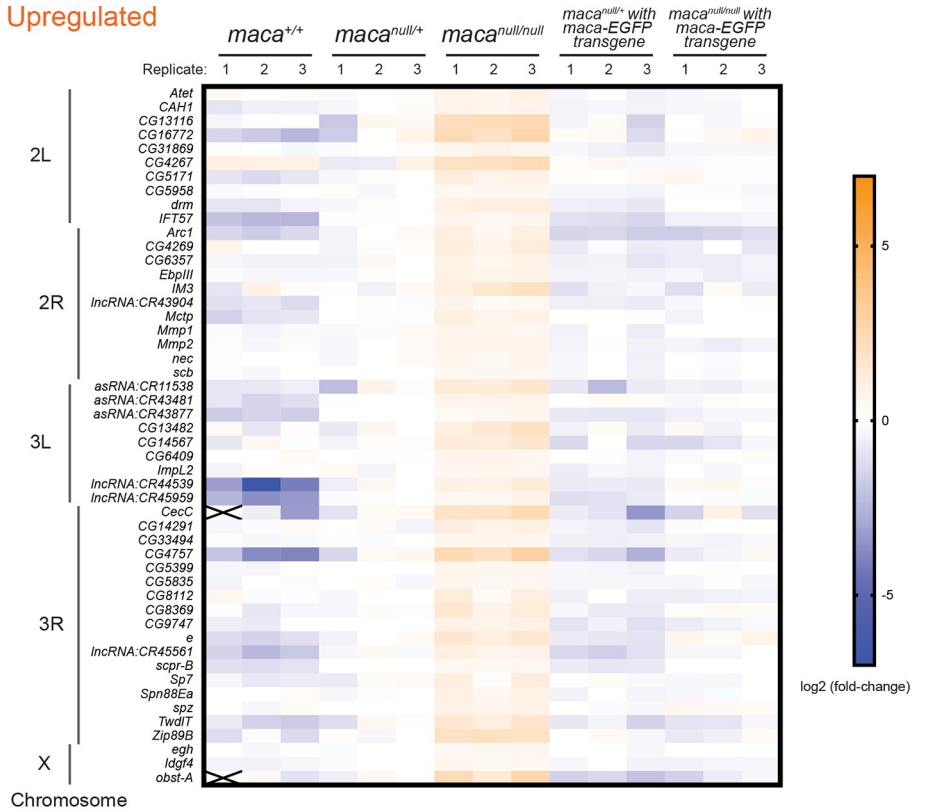 Upregulated
maca+/+
macanull/+
macanull/null
macanull/+ with
maca-EGFP
transgene
macanull/null with
maca-EGFP
transgene
Replicate: 1 2 3 1 2 3 1 2 3 1 2 3 1 2 3
2L
Atet
CAH1
CG13116
CG16772
CG31869
CG4267
CG5171
CG5958
drm
IFT57
2R
Arc1
CG4269
CG6357
EbpIII
IM3
lncRNA:CR43904
Mctp
Mmp1
Mmp2
nec
scb
3L
asRNA:CR11538
asRNA:CR43481
asRNA:CR43877
CG13482
CG14567
CG6409
ImpL2
lncRNA:CR44539
lncRNA:CR45959
3R
CecC
CG14291
CG33494
CG4757
CG5399
CG5835
CG8112
CG8369
CG9747
e
lncRNA:CR45561
scpr-B
Sp7
Spn88Ea
spz
TwdlT
Zip89B
X
egh
Idgf4
obst-A
Chromosome
5
0
-5
log2 (fold-change)